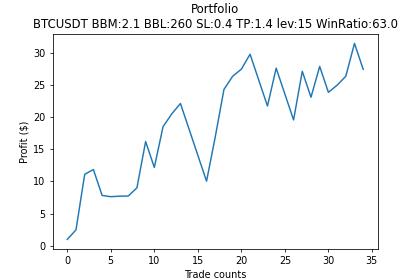 Portfolio
BTCUSDT BBM:2.1 BBL:260 SL:0.4 TP:1.4 lev:15 WinRatio:63.0
30
25
20
15
10
5
0
Profit ($)
0 5 10 15 20 25 30 35
Trade counts